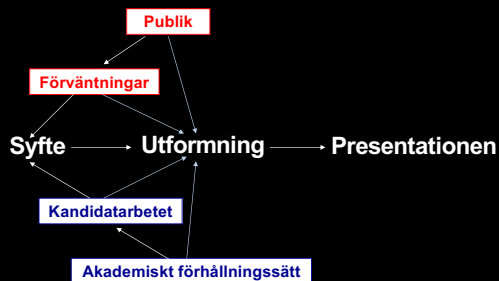 Publik
Förväntningar
Syfte
Utformning
Presentationen
Kandidatarbetet
Akademiskt förhållningssätt